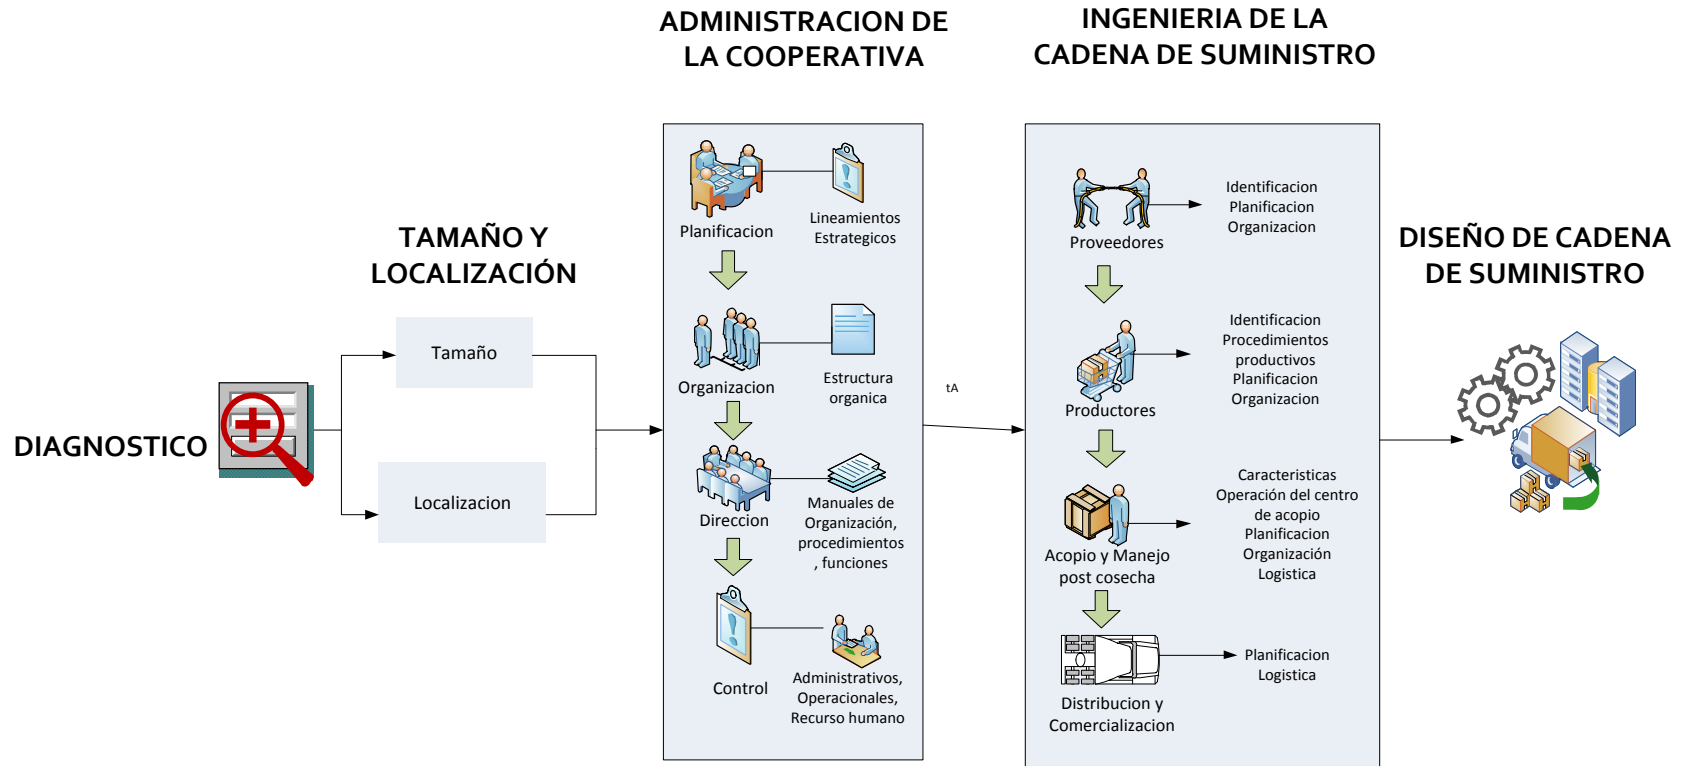 ADMINISTRACION DE
LA COOPERATIVA
INGENIERIA DE LA
CADENA DE SUMINISTRO
TAMAÑO Y
LOCALIZACIÓN
DISEÑO DE CADENA
DE SUMINISTRO
DIAGNOSTICO
Tamaño
Localizacion
Planificacion
Lineamientos
Estrategicos
Organizacion
Estructura
organica
Direccion
Manuales de
Organización,
procedimientos
, funciones
Control
Administrativos,
Operacionales,
Recurso humano
tA
Proveedores
Identificacion
Planificacion
Organizacion
Productores
Identificacion
Procedimientos
productivos
Planificacion
Organizacion
Acopio y Manejo
post cosecha
Caracteristicas
Operación del centro
de acopio
Planificacion
Organización
Logistica
Distribucion y
Comercializacion
Planificacion
Logistica